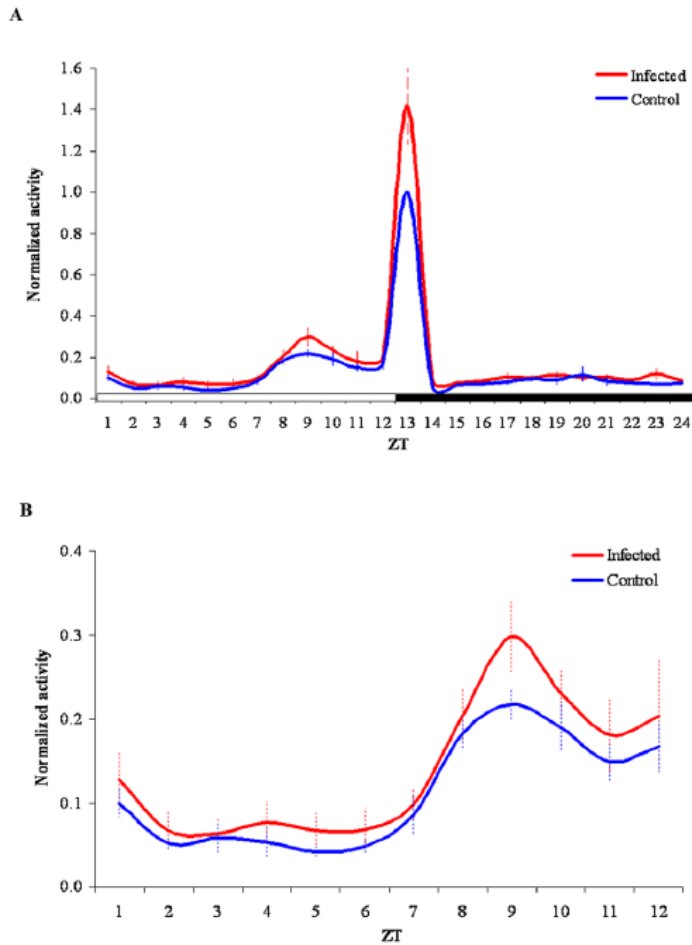 A
Normalized activity
1.6
1.4
1.2
1.0
0.8
0.6
0.4
0.2
0.0
Infected
Control
1 2 3 4 5 6 7 8 9 10 11 12 13 14 15 16 17 18 19 20 21 22 23 24
ZT
B
Normalized activity
0.4
0.3
0.2
0.1
0.0
Infected
Control
1 2 3 4 5 6 7 8 9 10 11 12
ZT